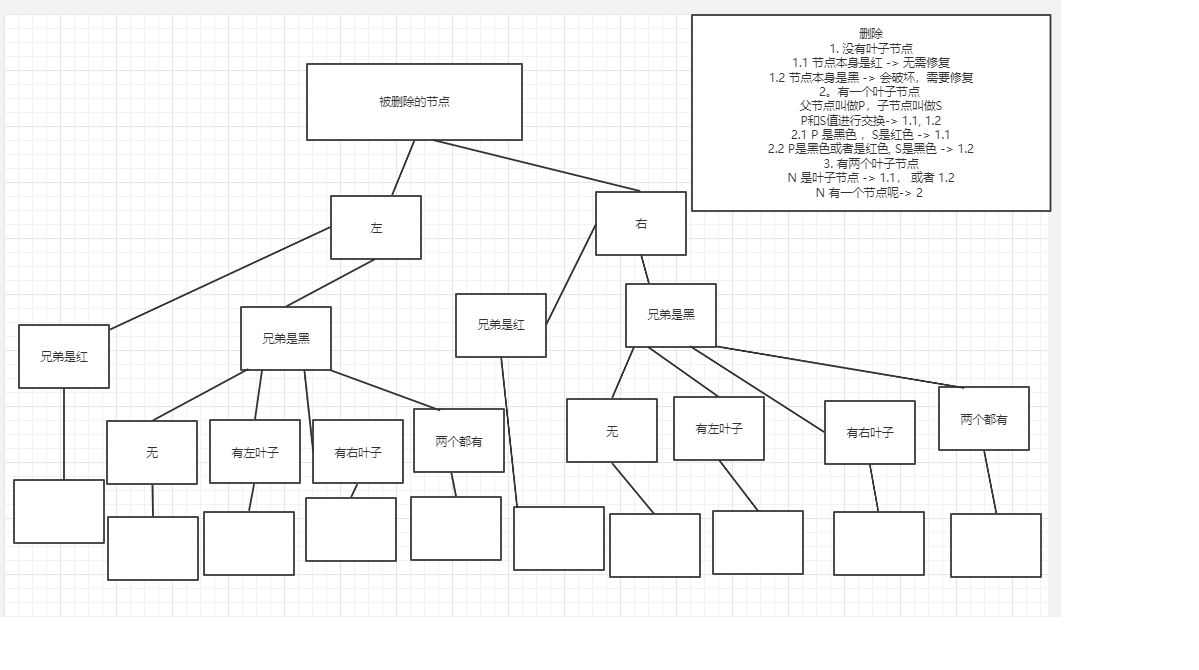 删除
1. 没有叶子节点
1.1 节点本身是红 -> 无需修复
1.2 节点本身是黑 -> 会破坏，需要修复
2。有一个叶子节点
父节点叫做P，子节点叫做S
P和S值进行交换-> 1.1, 1.2
2.1 P 是黑色 ，S是红色 -> 1.1
2.2 P是黑色或者是红色, S是黑色 -> 1.2
3. 有两个叶子节点
N 是叶子节点 -> 1.1， 或者 1.2
N 有一个节点呢-> 2
被删除的节点
左
右
兄弟是红
兄弟是黑
兄弟是红
兄弟是黑
无
有左叶子
有右叶子
两个都有
无
有左叶子
有右叶子
两个都有